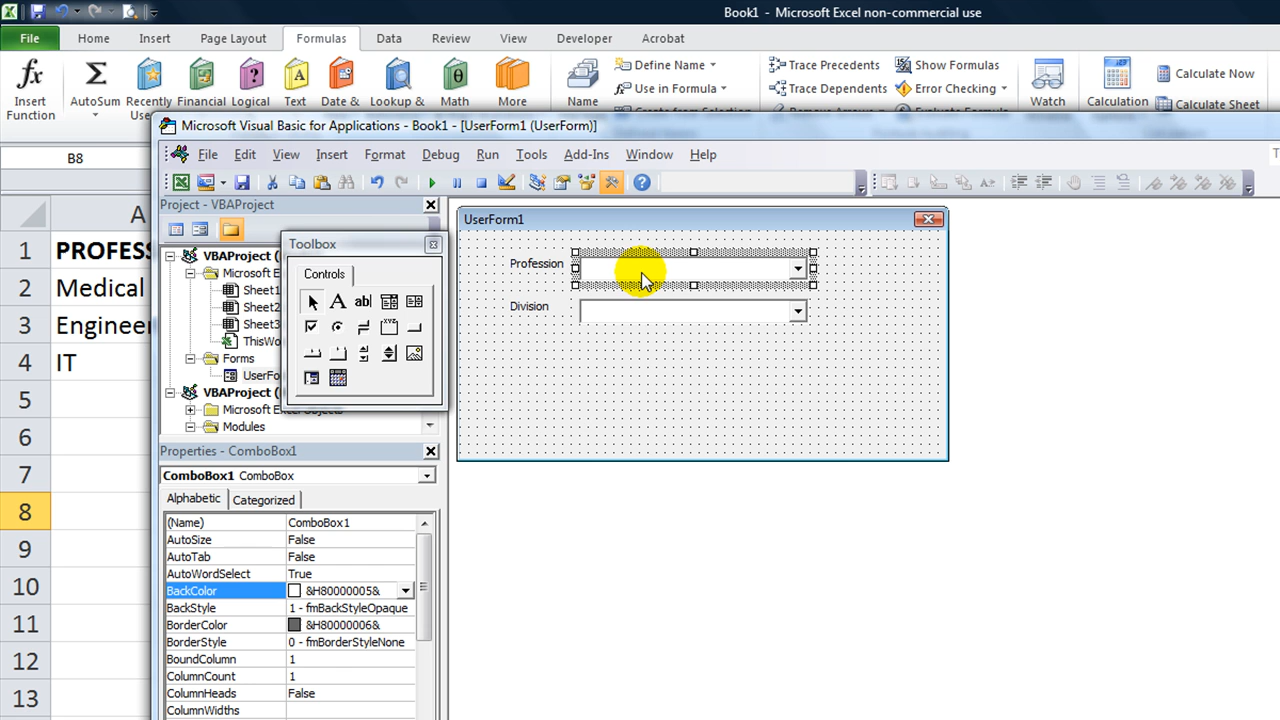 Book1 - Microsoft Excel non-commercial use
File Home Insert Page Layout Formulas Data Review View Developer Acrobat
Define Name Trace Precedents Show Formulas
Use in Formula Trace Dependents Error Checking
Calculate Now
Calculate Sheet
Insert Function
AutoSum Recently Financial Logical Text Date & Lookup & Math More Name Watch Calculation
B8
Microsoft Visual Basic for Applications - Book1 - [UserForm1 (UserForm)]
File Edit View Insert Format Debug Run Tools Add-Ins Window Help
Project - VBAProject
VBAProject (
Microsoft E
Sheet1
Sheet2
Sheet3
ThisWo
Forms
UserFo
VBAProject (
Microsoft Excel Objects
Modules
Toolbox
Controls
A
ab|
UserForm1
Profession
Division
Properties - ComboBox1
ComboBox1 ComboBox
Alphabetic Categorized
(Name) ComboBox1
AutoSize False
AutoTab False
AutoWordSelect True
BackColor &H80000005&
BackStyle 1 - fmBackStyleOpaque
BorderColor &H80000006&
BorderStyle 0 - fmBorderStyleNone
BoundColumn 1
ColumnCount 1
ColumnHeads False
ColumnWidths
A
1 PROFESS
2 Medical
3 Engineer
4 IT
5
6
7
8
9
10
11
12
13